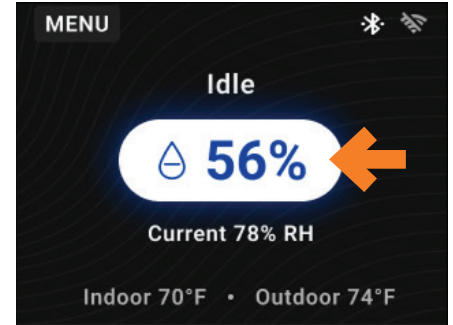 MENU
Idle
56%
Current 78% RH
Indoor 70°F • Outdoor 74°F